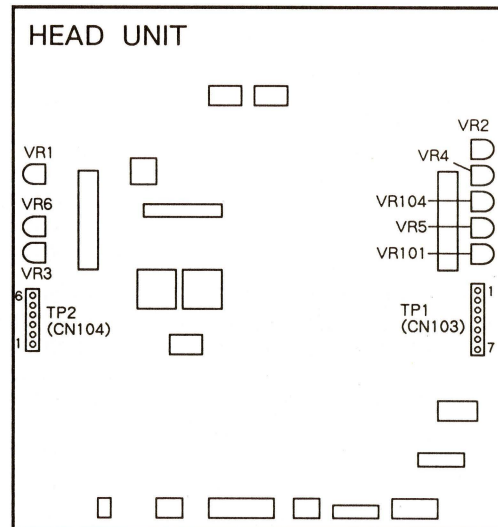 HEAD UNIT
VR2
VR1
VR4
VR104
VR6
VR5
VR101
VR3
6
1
TP2
(CN104)
TP1
(CN103)
1
7